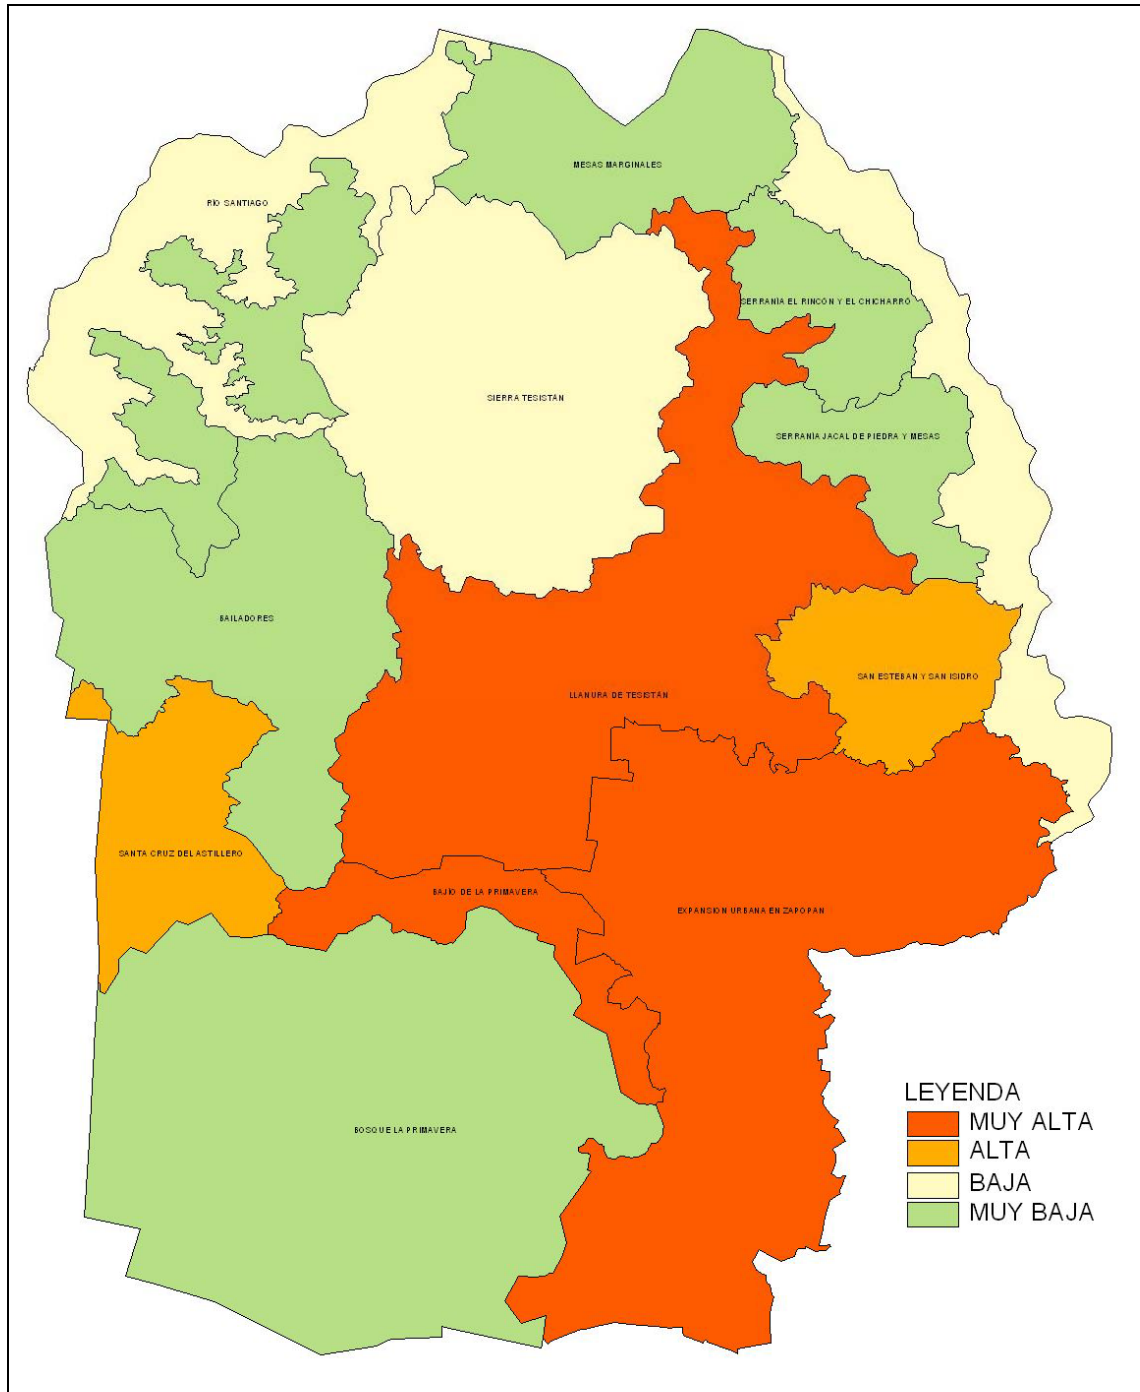 MESAS MARGINALES
RÍO SANTIAGO
SERRANÍA EL RINCÓN Y EL CHICHARRO
SIERRA TESISTÁN
SERRANÍA JACAL DE PIEDRA Y MESAS
BAILADORES
SAN ESTEBAN Y SAN ISIDRO
LLANURA DE TESISTÁN
SANTA CRUZ DEL ASTILLERO
BAJÍO DE LA PRIMAVERA
EXPANSION URBANA EN ZAPOPAN
BOSQUE LA PRIMAVERA
LEYENDA
MUY ALTA
ALTA
BAJA
MUY BAJA